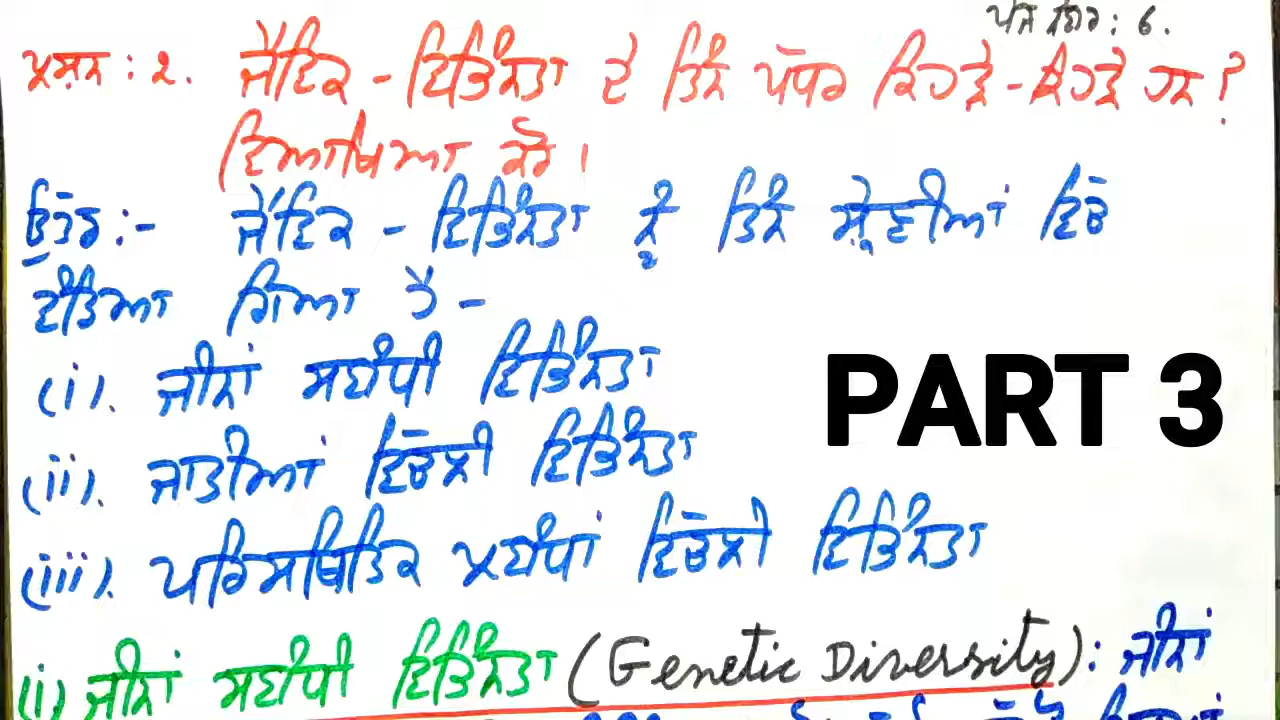 ਪੇਜ ਨੰਬਰ : 6.
ਪ੍ਰਸ਼ਨ : 2. ਜੈਵਿਕ - ਵਿਭਿੰਨਤਾ ਦੇ ਤਿੰਨ ਪੱਧਰ ਕਿਹੜੇ - ਕਿਹੜੇ ਹਨ ?
ਵਿਆਖਿਆ ਕਰੋ ।
ਉੱਤਰ :- ਜੈਵਿਕ - ਵਿਭਿੰਨਤਾ ਨੂੰ ਤਿੰਨ ਸ਼੍ਰੇਣੀਆਂ ਵਿੱਚ
ਵੰਡਿਆ ਗਿਆ ਹੈ -
(i). ਜੀਨਾਂ ਸਬੰਧੀ ਵਿਭਿੰਨਤਾ
PART 3
(ii). ਜਾਤੀਆਂ ਵਿੱਚਲੀ ਵਿਭਿੰਨਤਾ
(iii). ਪਰਿਸਥਿਤਿਕ ਪ੍ਰਬੰਧਾਂ ਵਿੱਚਲੀ ਵਿਭਿੰਨਤਾ
(i) ਜੀਨਾਂ ਸਬੰਧੀ ਵਿਭਿੰਨਤਾ (Genetic Diversity) : ਜੀਨਾਂ